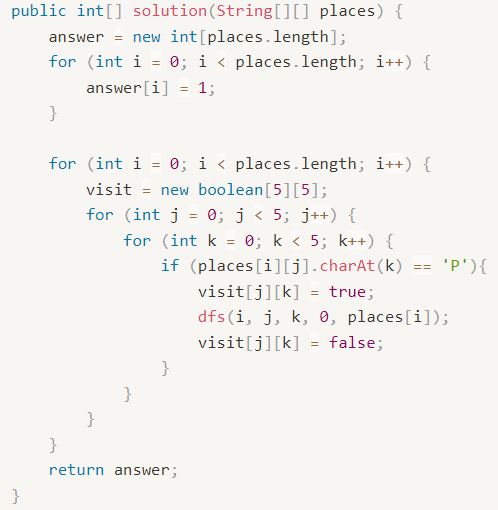 public int[] solution(String[][] places) {
    answer = new int[places.length];
    for (int i = 0; i < places.length; i++) {
        answer[i] = 1;
    }

    for (int i = 0; i < places.length; i++) {
        visit = new boolean[5][5];
        for (int j = 0; j < 5; j++) {
            for (int k = 0; k < 5; k++) {
                if (places[i][j].charAt(k) == 'P'){
                    visit[j][k] = true;
                    dfs(i, j, k, 0, places[i]);
                    visit[j][k] = false;
                }
            }
        }
    }
    return answer;
}